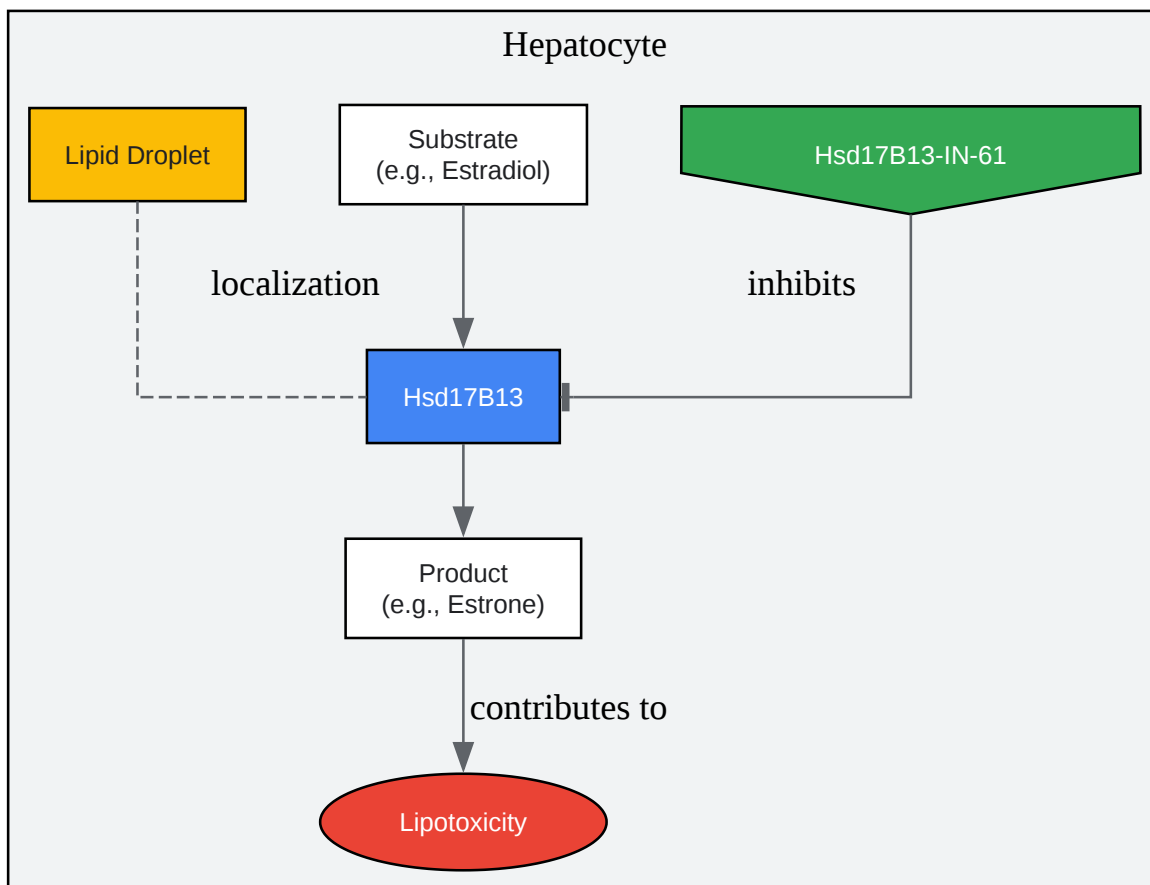 Hepatocyte
Lipid Droplet
Substrate
(e.g., Estradiol)
Hsd17B13-IN-61
localization
inhibits
Hsd17B13
Product
(e.g., Estrone)
contributes to
Lipotoxicity